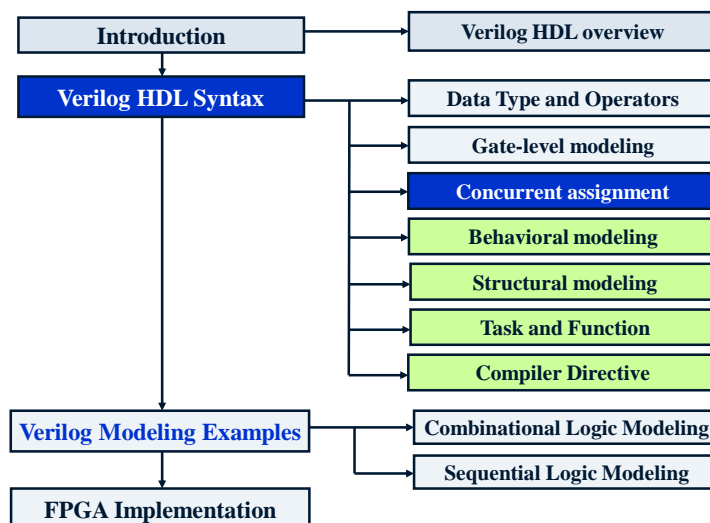 Introduction
Verilog HDL overview
Verilog HDL Syntax
Data Type and Operators
Gate-level modeling
Concurrent assignment
Behavioral modeling
Structural modeling
Task and Function
Compiler Directive
Verilog Modeling Examples
Combinational Logic Modeling
Sequential Logic Modeling
FPGA Implementation